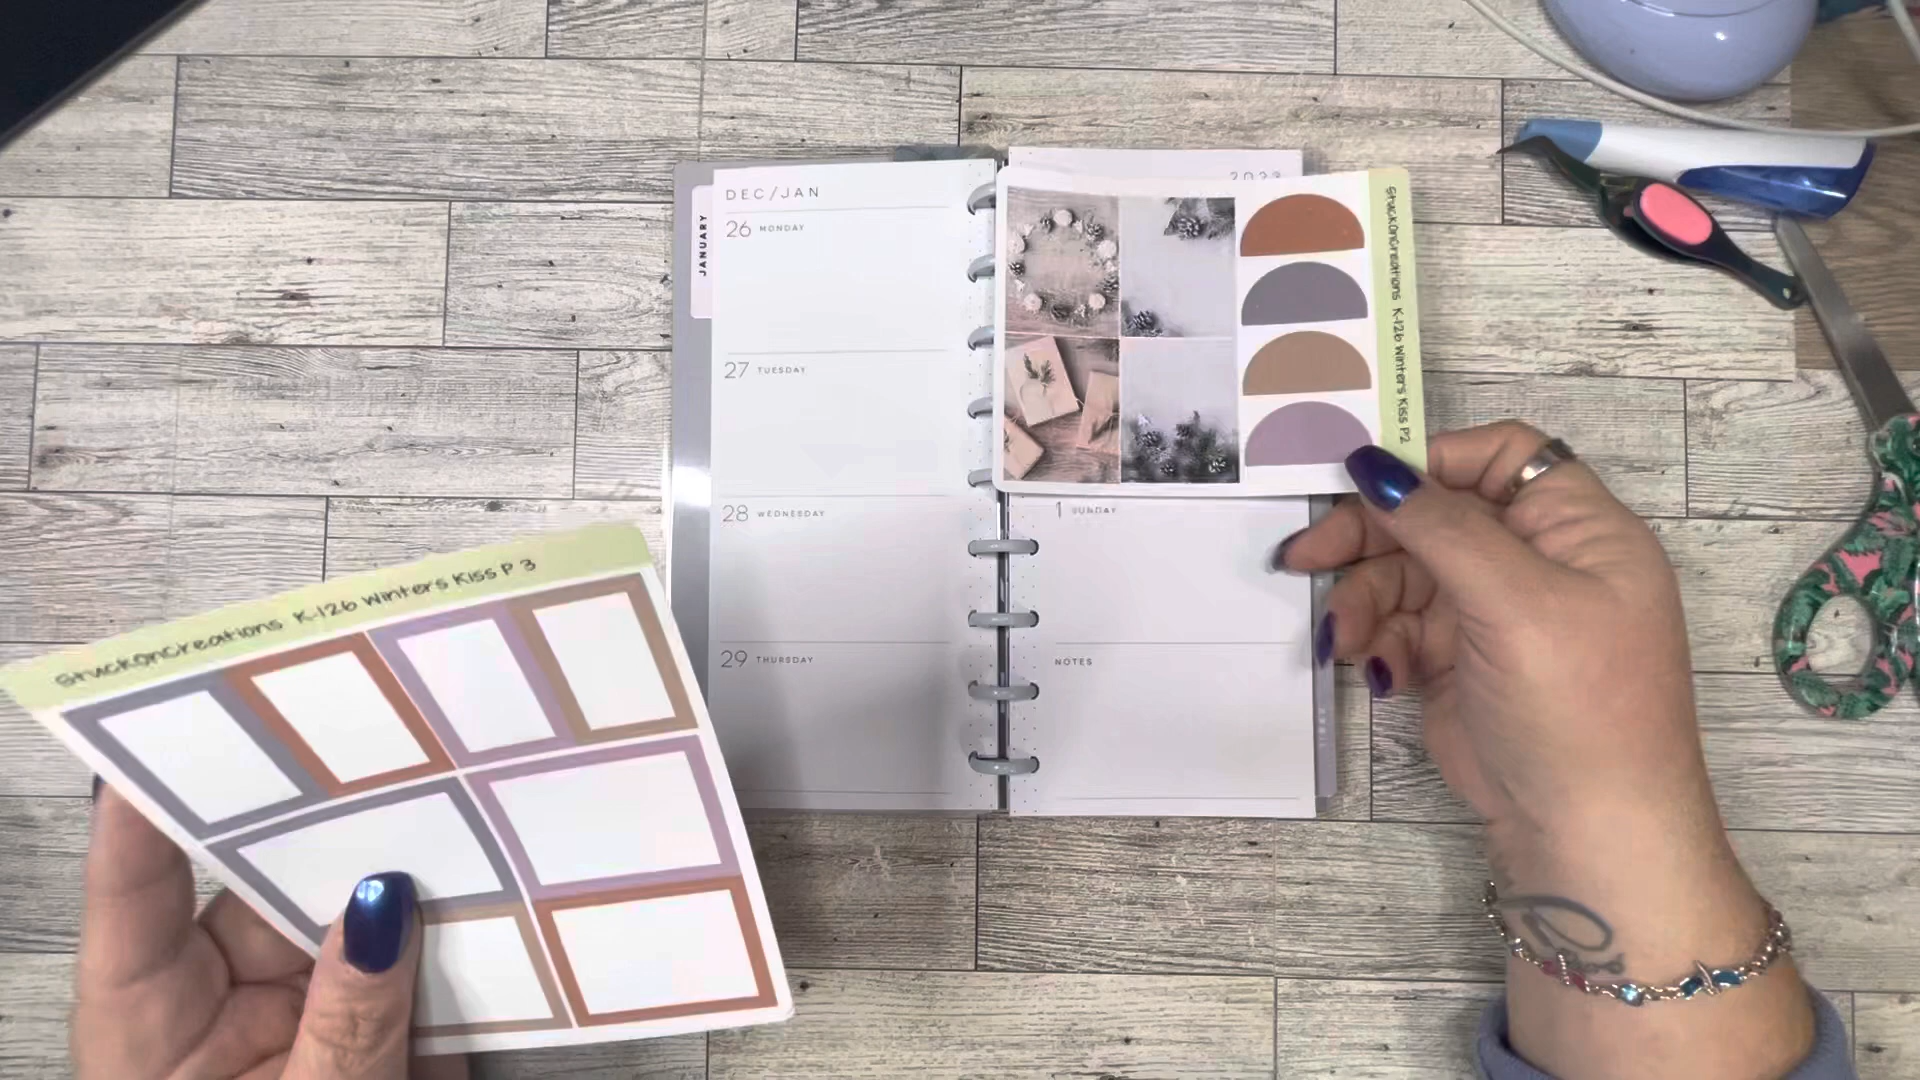 DEC/JAN
JANUARY
26 MONDAY
27 TUESDAY
28 WEDNESDAY
29 THURSDAY
2023
StuckOnCreations K-126 Winters Kiss P2
1 SUNDAY
NOTES
StuckOnCreations K-126 Winters Kiss P 3